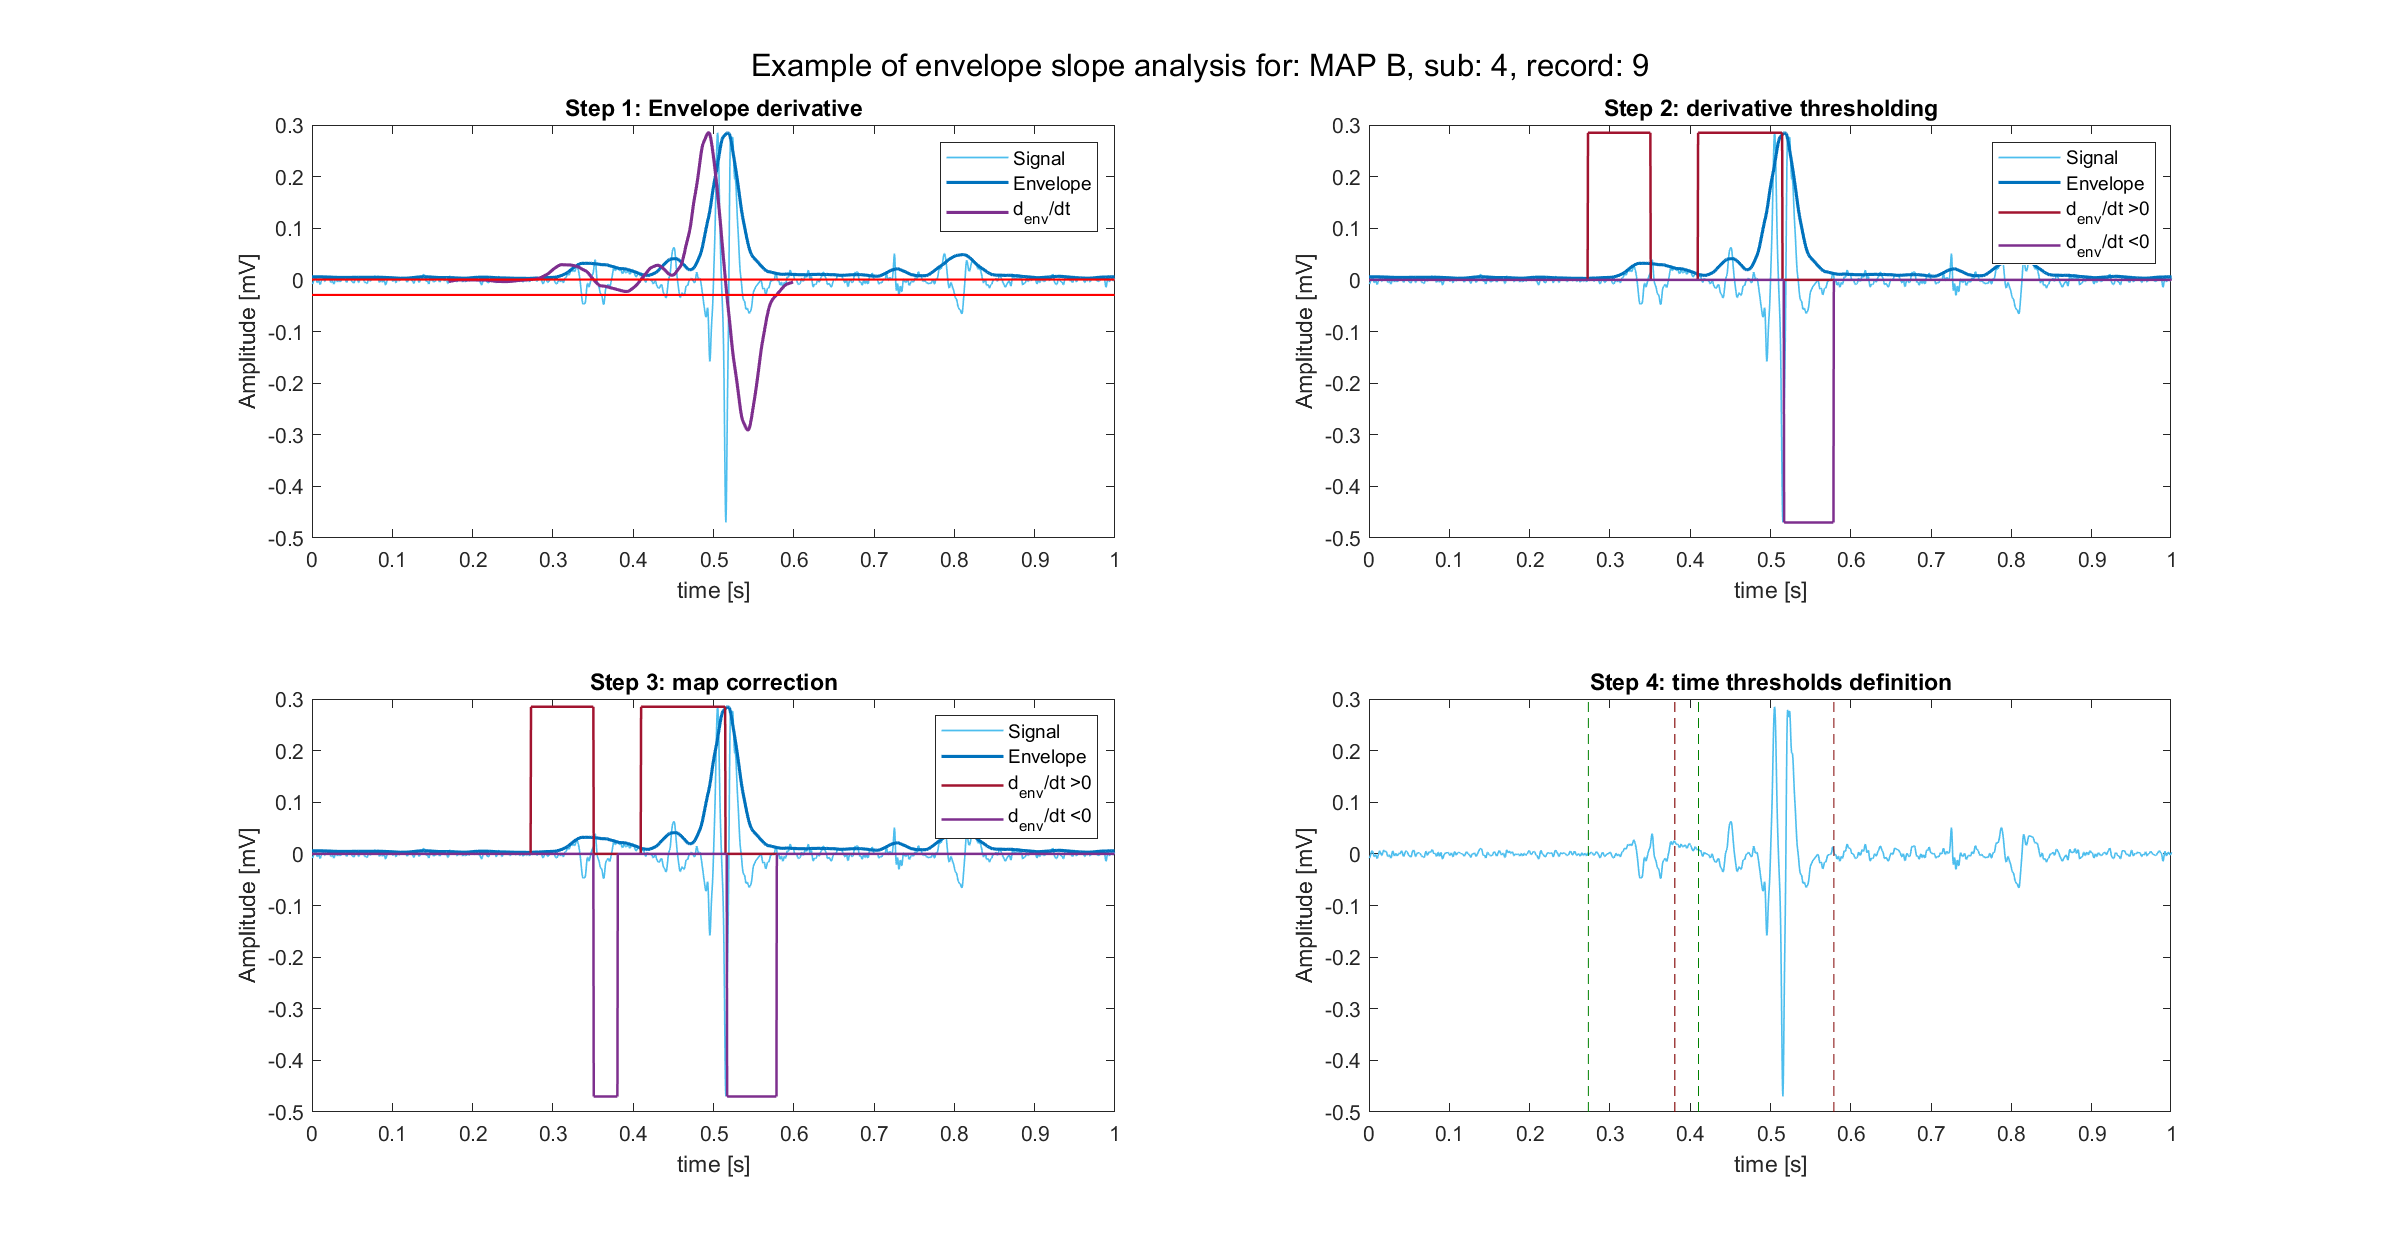 Example of envelope slope analysis for: MAP B, sub: 4, record: 9
Step 1: Envelope derivative
0.3
0.2
0.1
0
-0.1
-0.2
-0.3
-0.4
-0.5
Amplitude [mV]
0 0.1 0.2 0.3 0.4 0.5 0.6 0.7 0.8 0.9 1
time [s]
Signal
Envelope
d_env/dt
Step 2: derivative thresholding
0.3
0.2
0.1
0
-0.1
-0.2
-0.3
-0.4
-0.5
Amplitude [mV]
0 0.1 0.2 0.3 0.4 0.5 0.6 0.7 0.8 0.9 1
time [s]
Signal
Envelope
d_env/dt >0
d_env/dt <0
Step 3: map correction
0.3
0.2
0.1
0
-0.1
-0.2
-0.3
-0.4
-0.5
Amplitude [mV]
0 0.1 0.2 0.3 0.4 0.5 0.6 0.7 0.8 0.9 1
time [s]
Signal
Envelope
d_env/dt >0
d_env/dt <0
Step 4: time thresholds definition
0.3
0.2
0.1
0
-0.1
-0.2
-0.3
-0.4
-0.5
Amplitude [mV]
0 0.1 0.2 0.3 0.4 0.5 0.6 0.7 0.8 0.9 1
time [s]